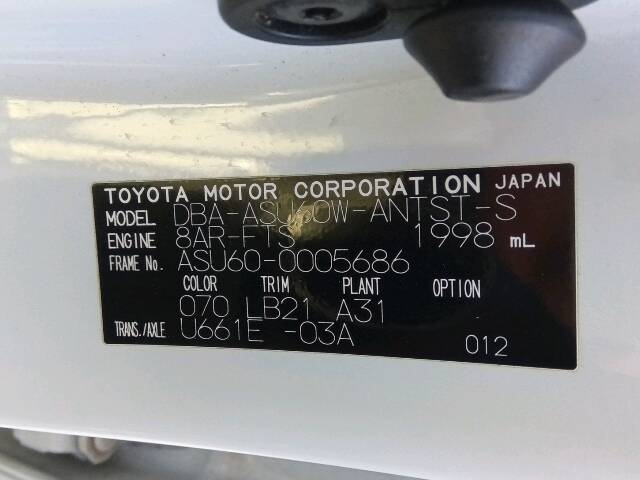 TOYOTA MOTOR CORPORATION JAPAN
MODEL DBA-ASU60W-ANTST-S
ENGINE 8AR-FTS 1998 mL
FRAME No. ASU60-0005686
COLOR TRIM PLANT OPTION
070 LB21 A31
TRANS./AXLE U661E -03A 012